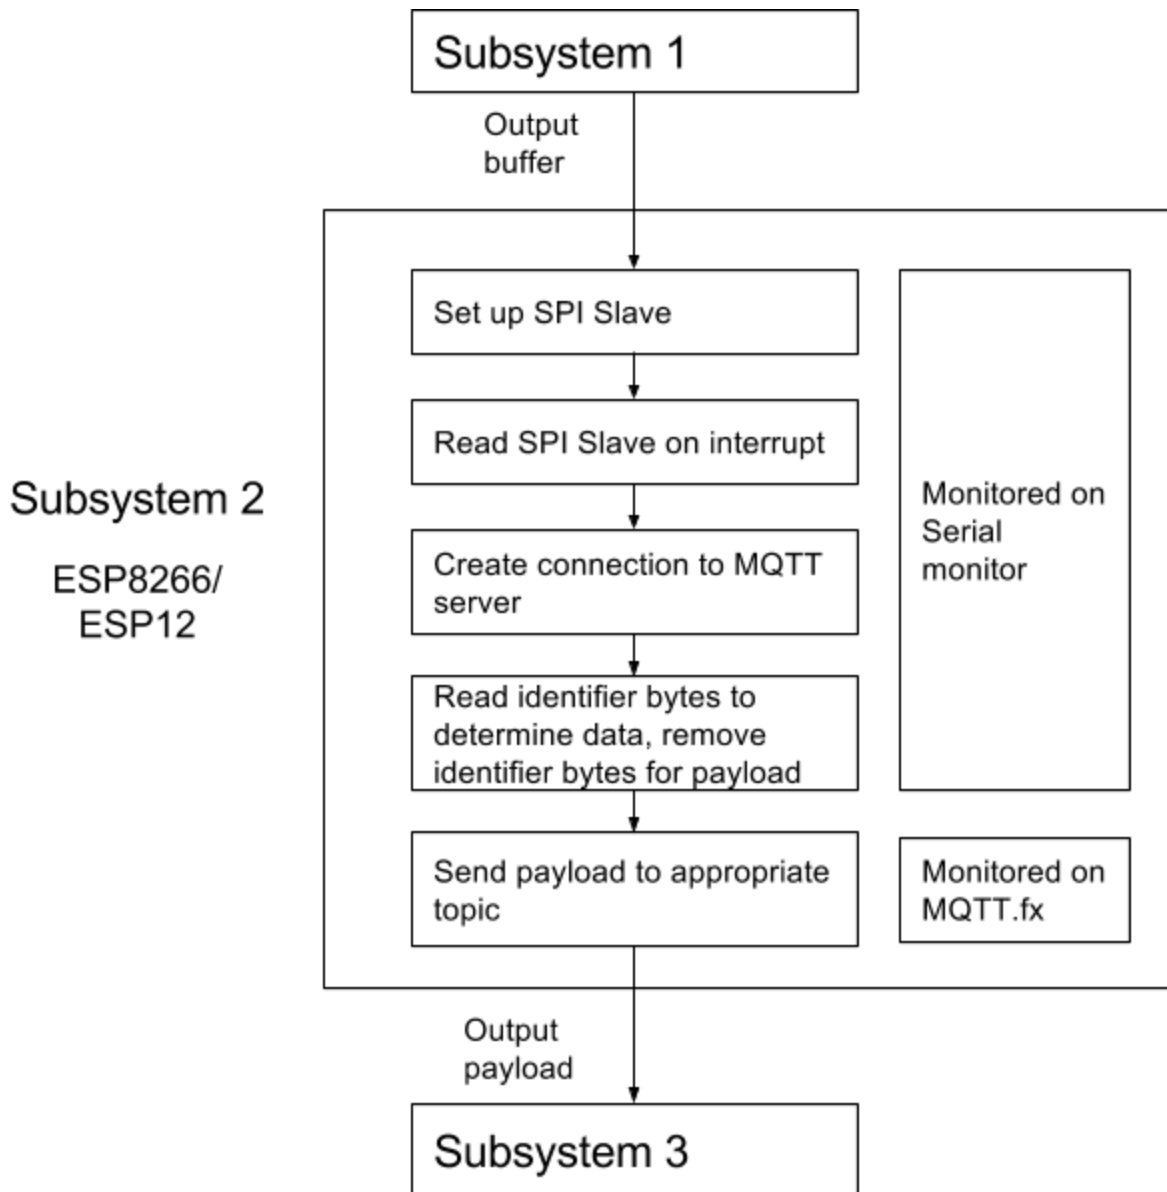 Subsystem 1
Output
buffer
Set up SPI Slave
Read SPI Slave on interrupt
Create connection to MQTT
server
Read identifier bytes to
determine data, remove
identifier bytes for payload
Send payload to appropriate
topic
Monitored on
Serial
monitor
Monitored on
MQTT.fx
Subsystem 2
ESP8266/
ESP12
Output
payload
Subsystem 3